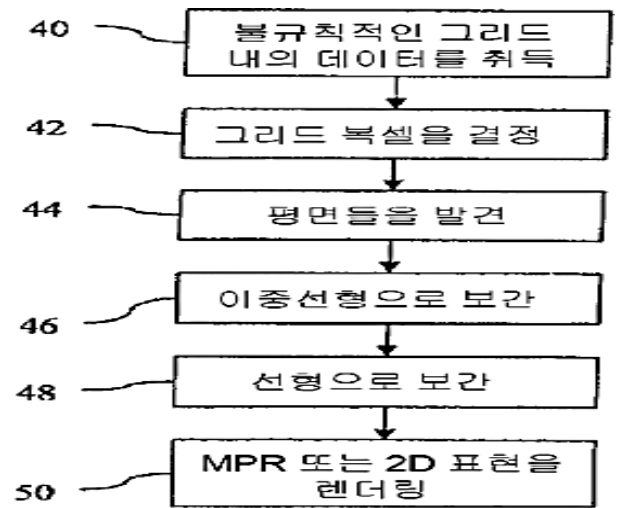 40
불규칙적인 그리드
내의 데이터를 취득
42
그리드 복셀을 결정
44
평면들을 발견
46
이중선형으로 보간
48
선형으로 보간
50
MPR 또는 2D 표현을
렌더링